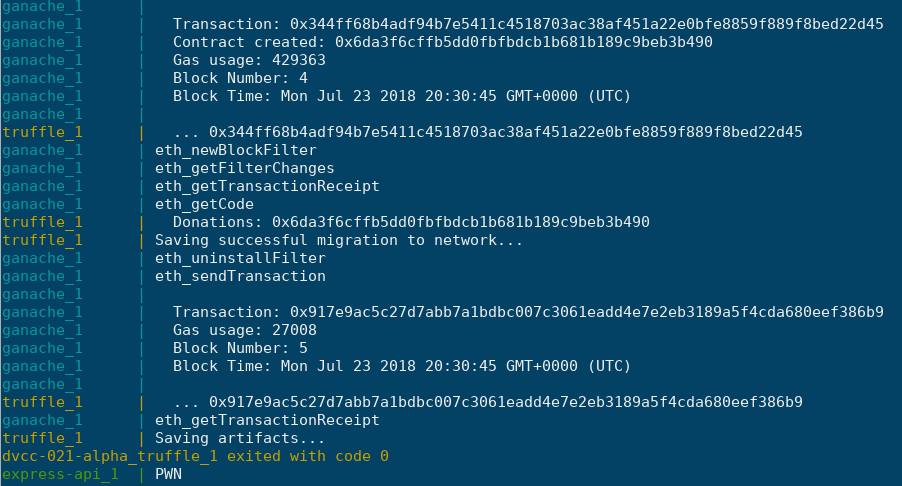 ganache_1      |
ganache_1      |   Transaction: 0x344ff68b4adf94b7e5411c4518703ac38af451a22e0bfe8859f889f8bed22d45
ganache_1      |   Contract created: 0x6da3f6cffb5dd0fbfbdcb1b681b189c9beb3b490
ganache_1      |   Gas usage: 429363
ganache_1      |   Block Number: 4
ganache_1      |   Block Time: Mon Jul 23 2018 20:30:45 GMT+0000 (UTC)
ganache_1      |
truffle_1      |   ... 0x344ff68b4adf94b7e5411c4518703ac38af451a22e0bfe8859f889f8bed22d45
ganache_1      | eth_newBlockFilter
ganache_1      | eth_getFilterChanges
ganache_1      | eth_getTransactionReceipt
ganache_1      | eth_getCode
truffle_1      |   Donations: 0x6da3f6cffb5dd0fbfbdcb1b681b189c9beb3b490
truffle_1      | Saving successful migration to network...
ganache_1      | eth_uninstallFilter
ganache_1      | eth_sendTransaction
ganache_1      |
ganache_1      |   Transaction: 0x917e9ac5c27d7abb7a1bdbc007c3061eadd4e7e2eb3189a5f4cda680eef386b9
ganache_1      |   Gas usage: 27008
ganache_1      |   Block Number: 5
ganache_1      |   Block Time: Mon Jul 23 2018 20:30:45 GMT+0000 (UTC)
ganache_1      |
truffle_1      |   ... 0x917e9ac5c27d7abb7a1bdbc007c3061eadd4e7e2eb3189a5f4cda680eef386b9
ganache_1      | eth_getTransactionReceipt
truffle_1      | Saving artifacts...
dvcc-021-alpha_truffle_1 exited with code 0
express-api_1  | PWN